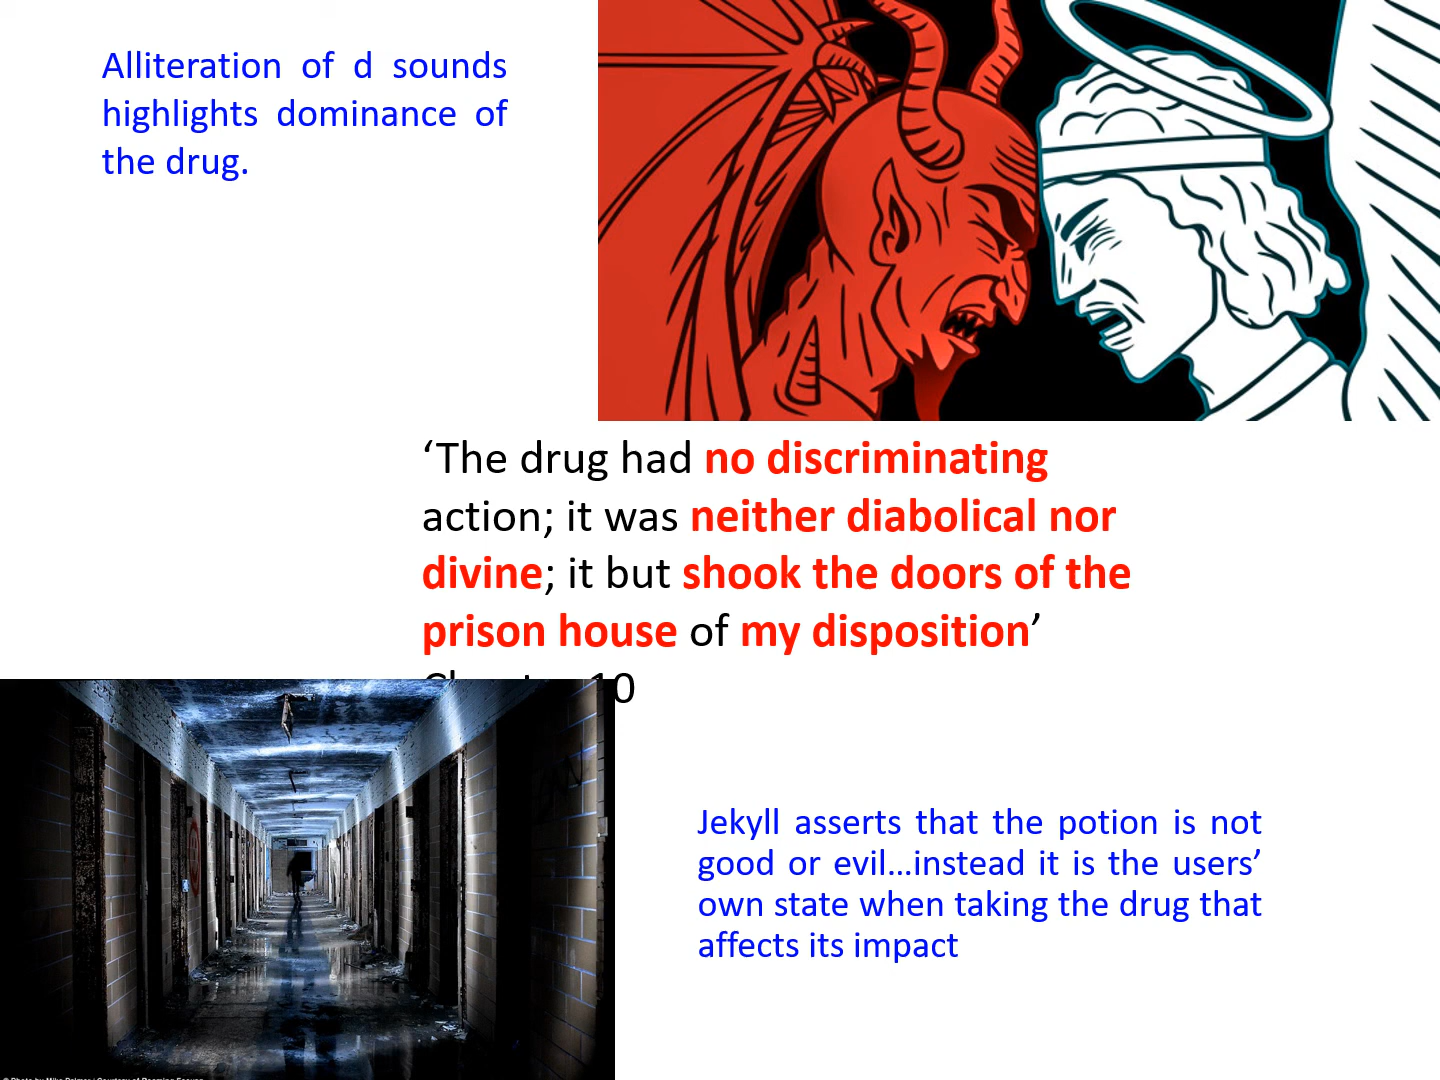 Alliteration of d sounds
highlights dominance of
the drug.
‘The drug had no discriminating
action; it was neither diabolical nor
divine; it but shook the doors of the
prison house of my disposition’
Chapter 10
Jekyll asserts that the potion is not
good or evil...instead it is the users’
own state when taking the drug that
affects its impact